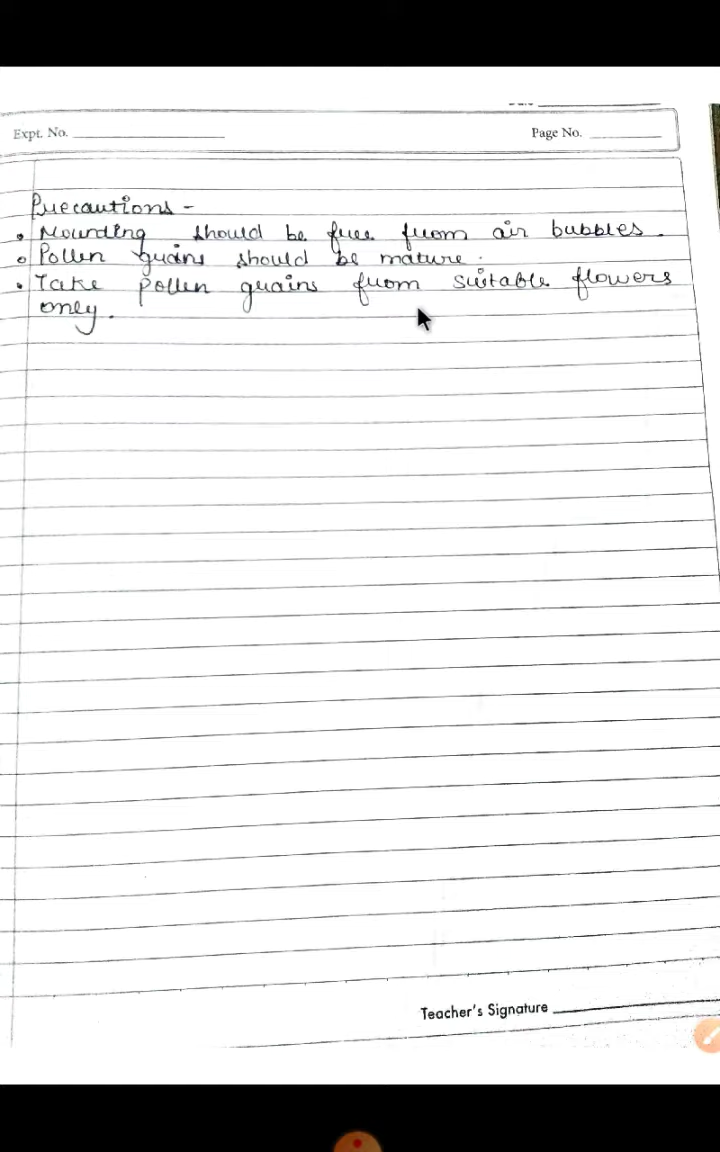 Expt. No.
Page No.
Precautions -
• Mounding should be free from air bubbles.
• Pollen grains should be mature.
• Take pollen grains from suitable flowers
only.
Teacher's Signature